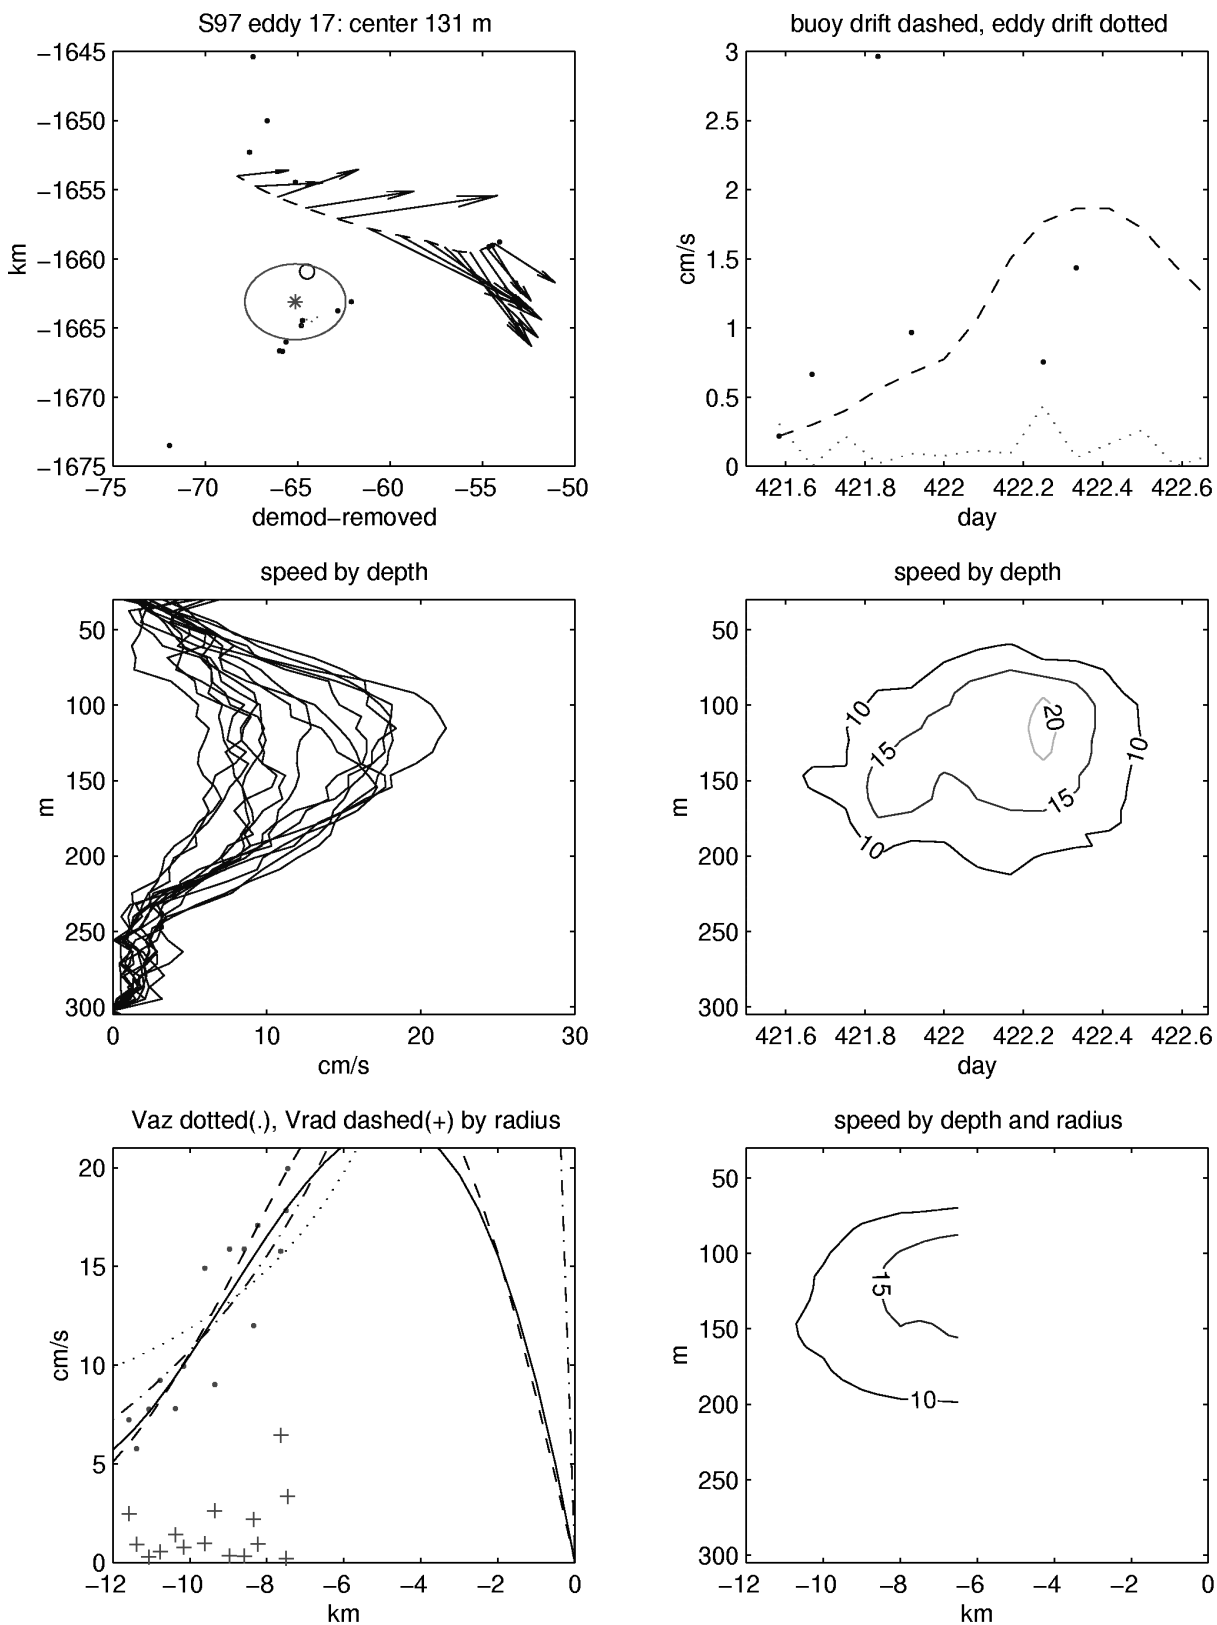 S97 eddy 17: center 131 m
−1645
−1650
−1655
−1660
−1665
−1670
−1675
km
−75 −70 −65 −60 −55 −50
demod−removed
buoy drift dashed, eddy drift dotted
3
2.5
2
1.5
1
0.5
0
cm/s
421.6 421.8 422 422.2 422.4 422.6
day
speed by depth
50
100
150
200
250
300
m
0 10 20 30
cm/s
speed by depth
50
100
150
200
250
300
m
10
20
10
15
15
10
421.6 421.8 422 422.2 422.4 422.6
day
Vaz dotted(.), Vrad dashed(+) by radius
20
15
10
5
0
cm/s
−12 −10 −8 −6 −4 −2 0
km
speed by depth and radius
50
100
150
200
250
300
m
15
10
−12 −10 −8 −6 −4 −2 0
km